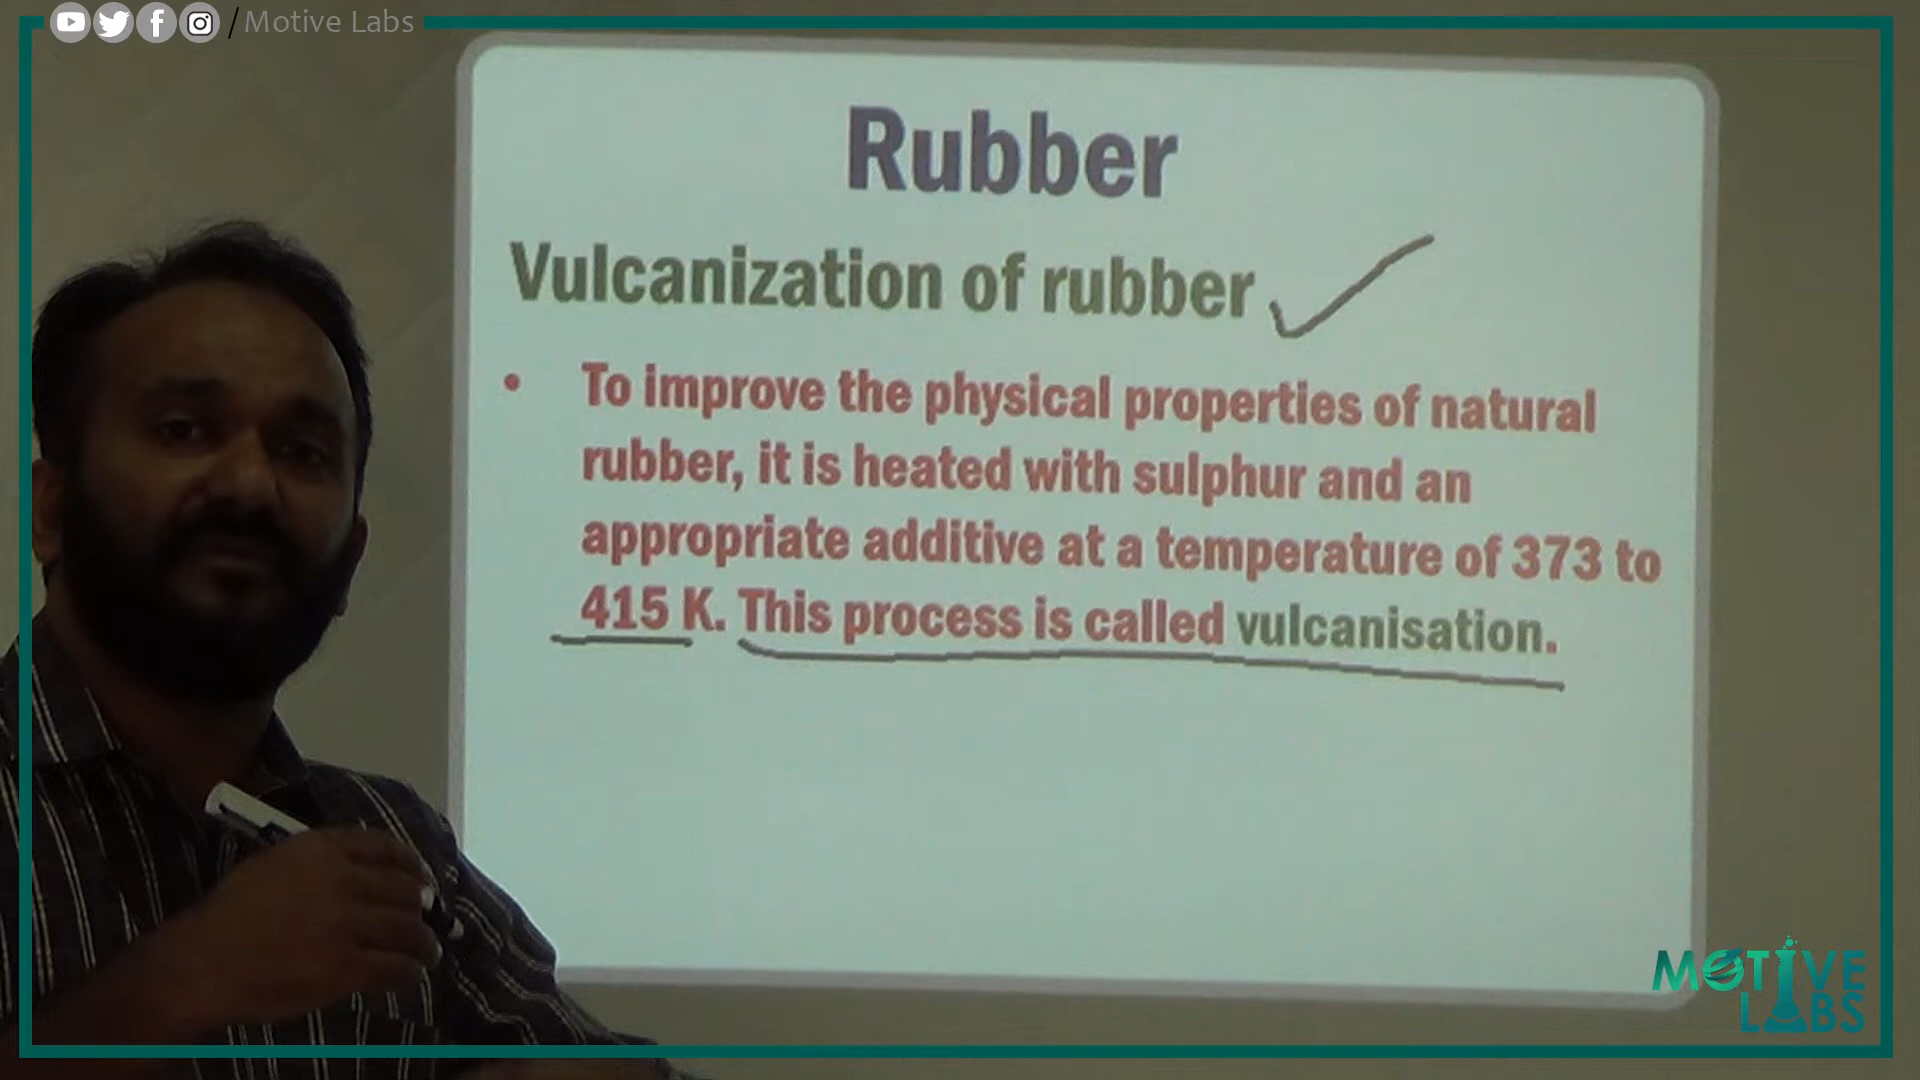 /Motive Labs
Rubber
Vulcanization of rubber
• To improve the physical properties of natural
rubber, it is heated with sulphur and an
appropriate additive at a temperature of 373 to
415 K. This process is called vulcanisation.
MOTIVE
LABS